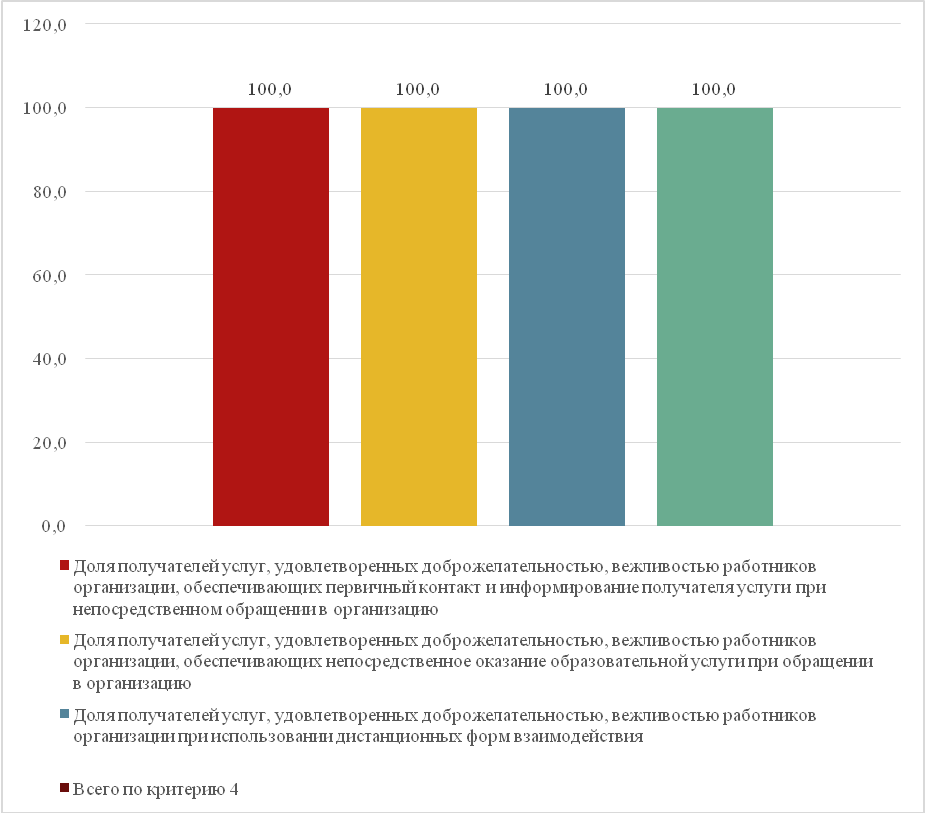 120,0
100,0 100,0 100,0 100,0
100,0
80,0
60,0
40,0
20,0
0,0
Доля получателей услуг, удовлетворенных доброжелательностью, вежливостью работников
организации, обеспечивающих первичный контакт и информирование получателя услуги при
непосредственном обращении в организацию
Доля получателей услуг, удовлетворенных доброжелательностью, вежливостью работников
организации, обеспечивающих непосредственное оказание образовательной услуги при обращении
в организацию
Доля получателей услуг, удовлетворенных доброжелательностью, вежливостью работников
организации при использовании дистанционных форм взаимодействия
Всего по критерию 4